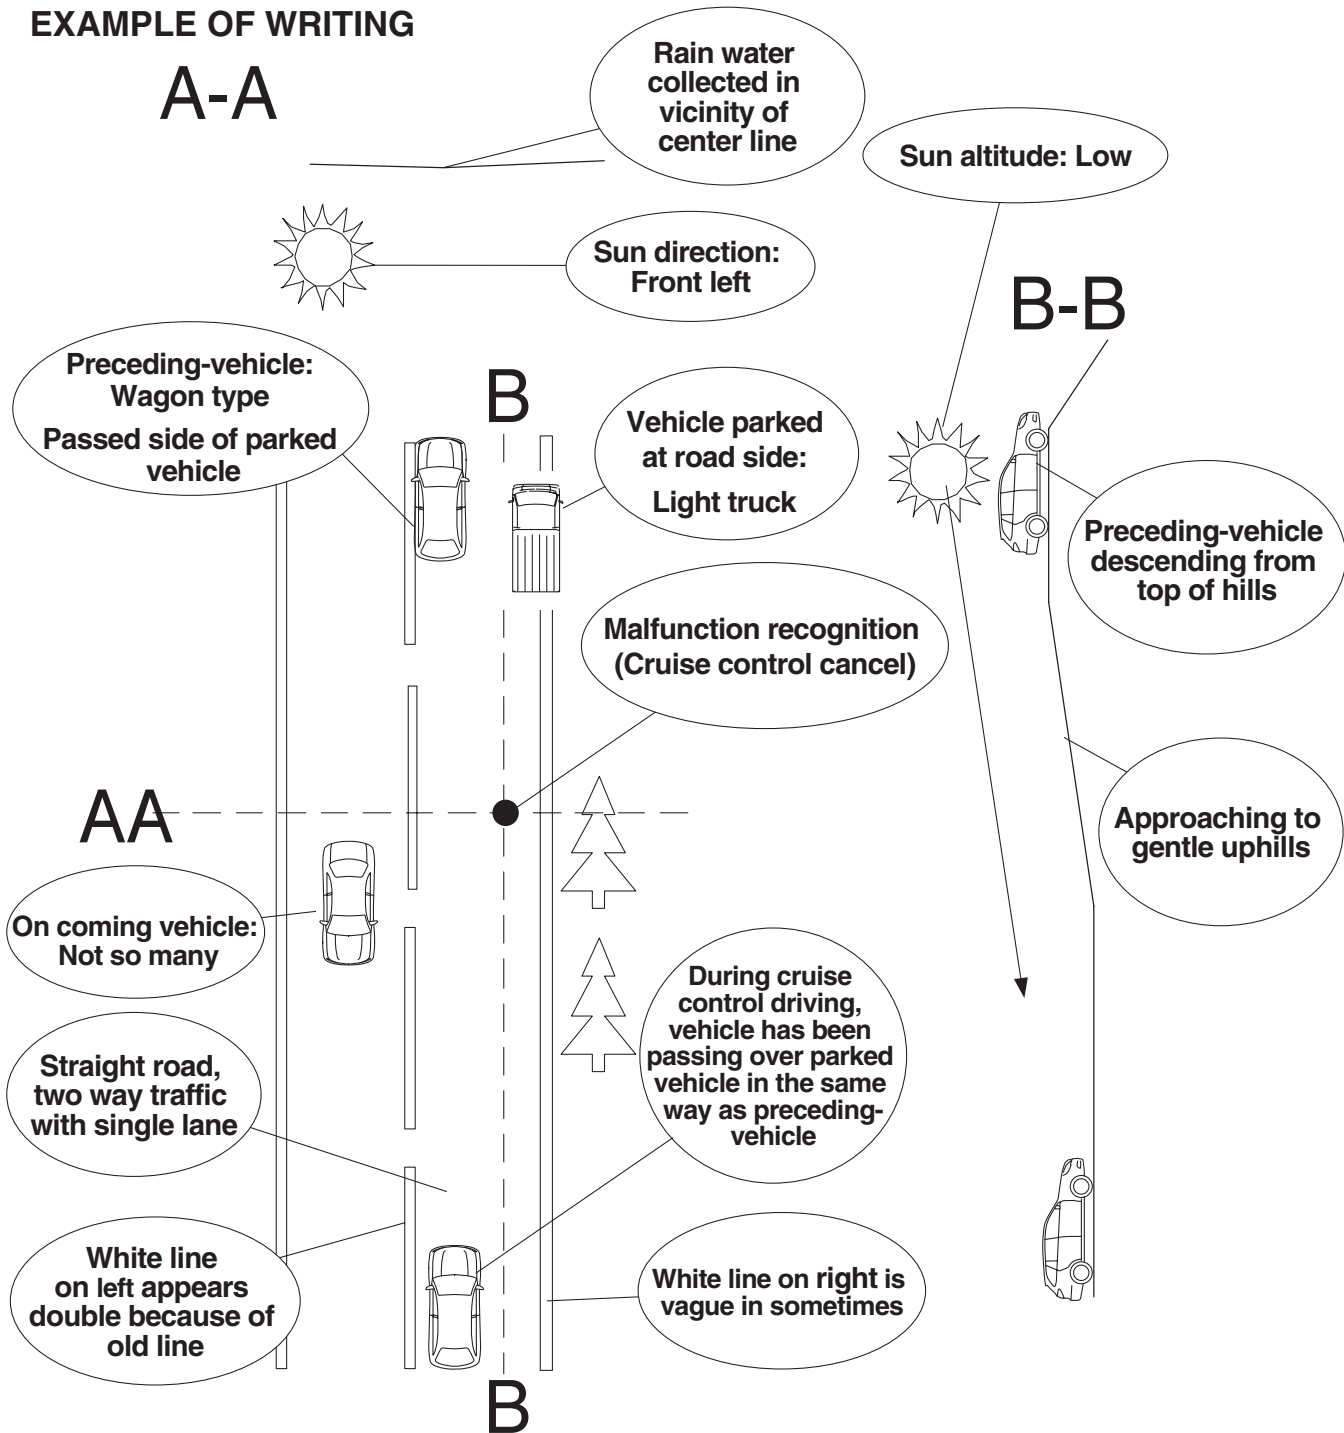 EXAMPLE OF WRITING
A-A
Rain water
collected in
vicinity of
center line
Sun altitude: Low
Sun direction:
Front left
B-B
Preceding-vehicle:
Wagon type
Passed side of parked
vehicle
B
Vehicle parked
at road side:
Light truck
Preceding-vehicle
descending from
top of hills
Malfunction recognition
(Cruise control cancel)
AA
Approaching to
gentle uphills
On coming vehicle:
Not so many
During cruise
control driving,
vehicle has been
passing over parked
vehicle in the same
way as preceding-
vehicle
Straight road,
two way traffic
with single lane
White line
on left appears
double because of
old line
White line on right is
vague in sometimes
B